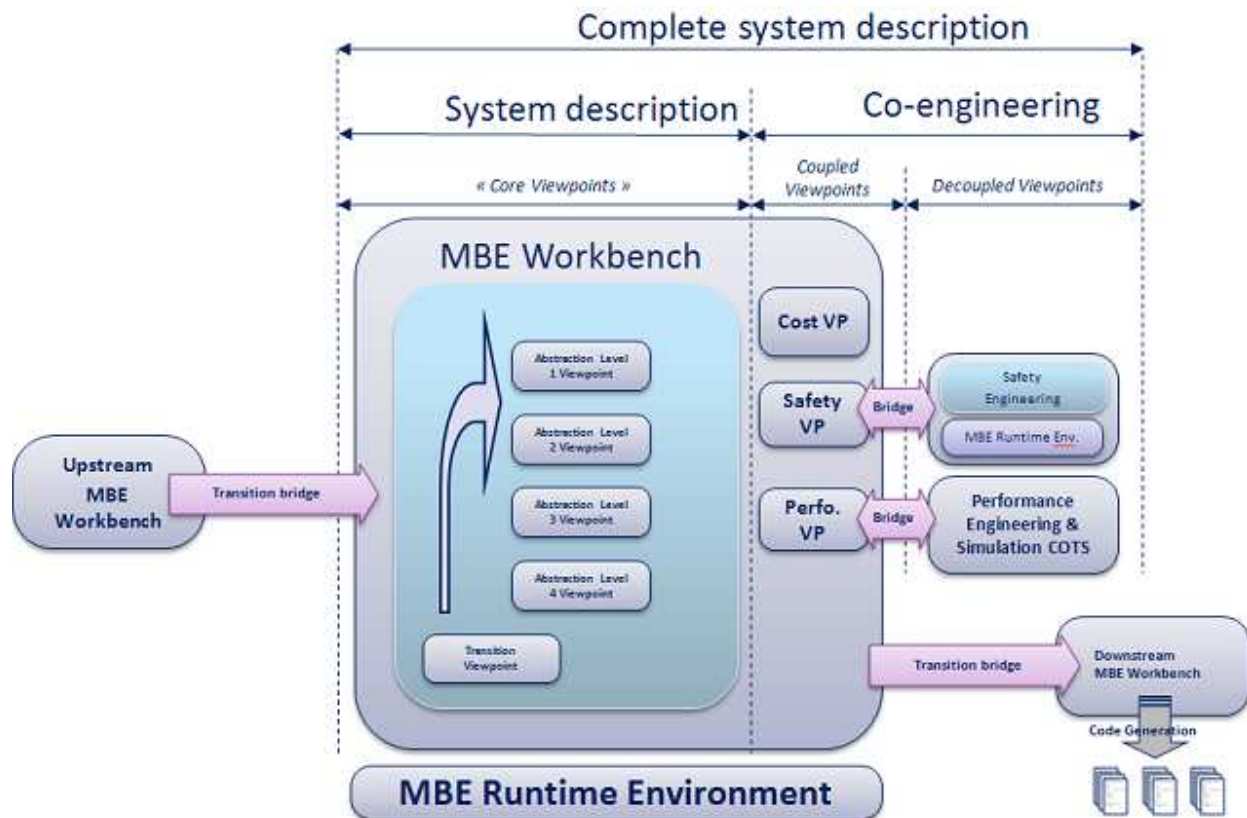 Complete system description
System description
Co-engineering
« Core Viewpoints »
Coupled
Viewpoints
Decoupled Viewpoints
MBE Workbench
Cost VP
Abstraction Level
1 Viewpoint
Safety
Engineering
Safety
VP
Bridge
Abstraction Level
2 Viewpoint
MBE Runtime Env.
Upstream
MBE
Workbench
Transition bridge
Abstraction Level
3 Viewpoint
Perfo.
VP
Bridge
Performance
Engineering &
Simulation COTS
Abstraction Level
4 Viewpoint
Transition
Viewpoint
Transition bridge
Downstream
MBE Workbench
Code Generation
MBE Runtime Environment